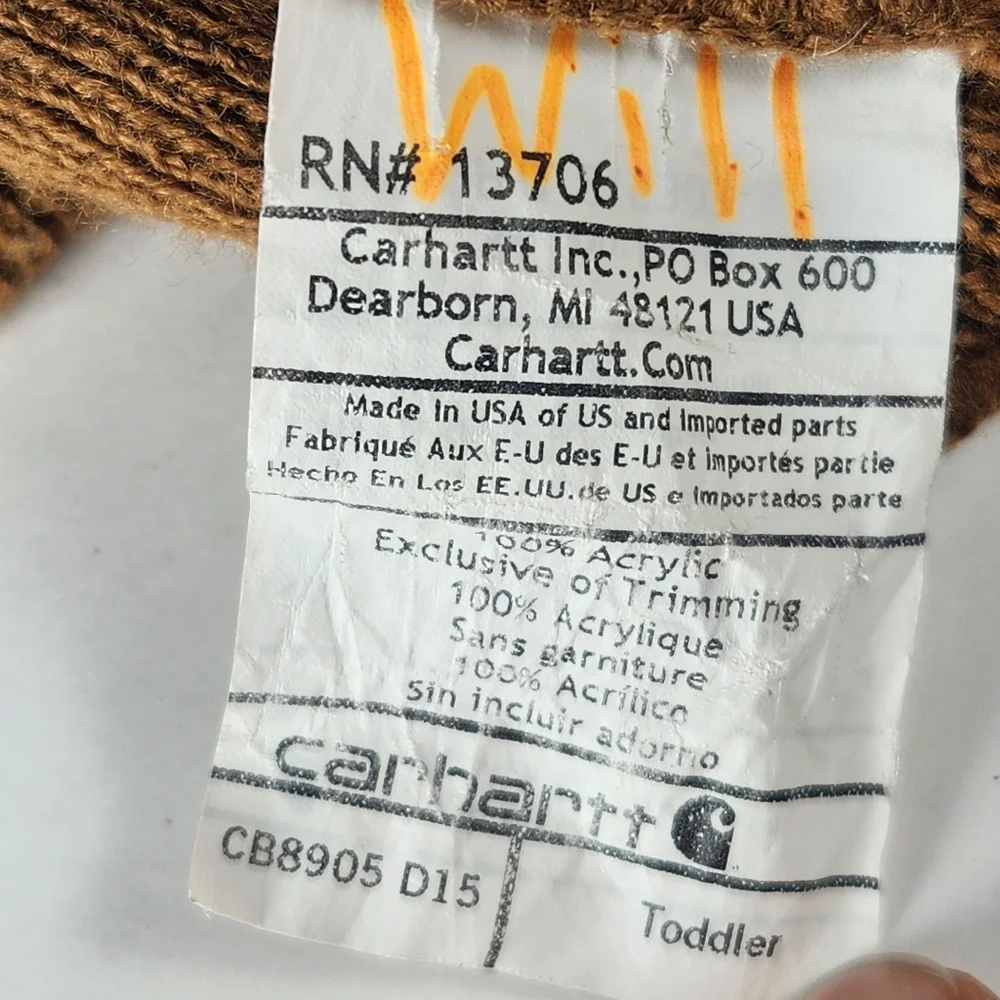 Will
RN# 13706
Carhartt Inc.,PO Box 600
Dearborn, MI 48121 USA
Carhartt.Com
Made In USA of US and Imported parts
Fabriqué Aux E-U des E-U et importés partie
Hecho En Los EE.UU. de US e Importados parte
100% Acrylic
Exclusive of Trimming
100% Acrylique
Sans garniture
100% Acrílico
Sin incluir adorno
carhartt
CB8905 D15
Toddler